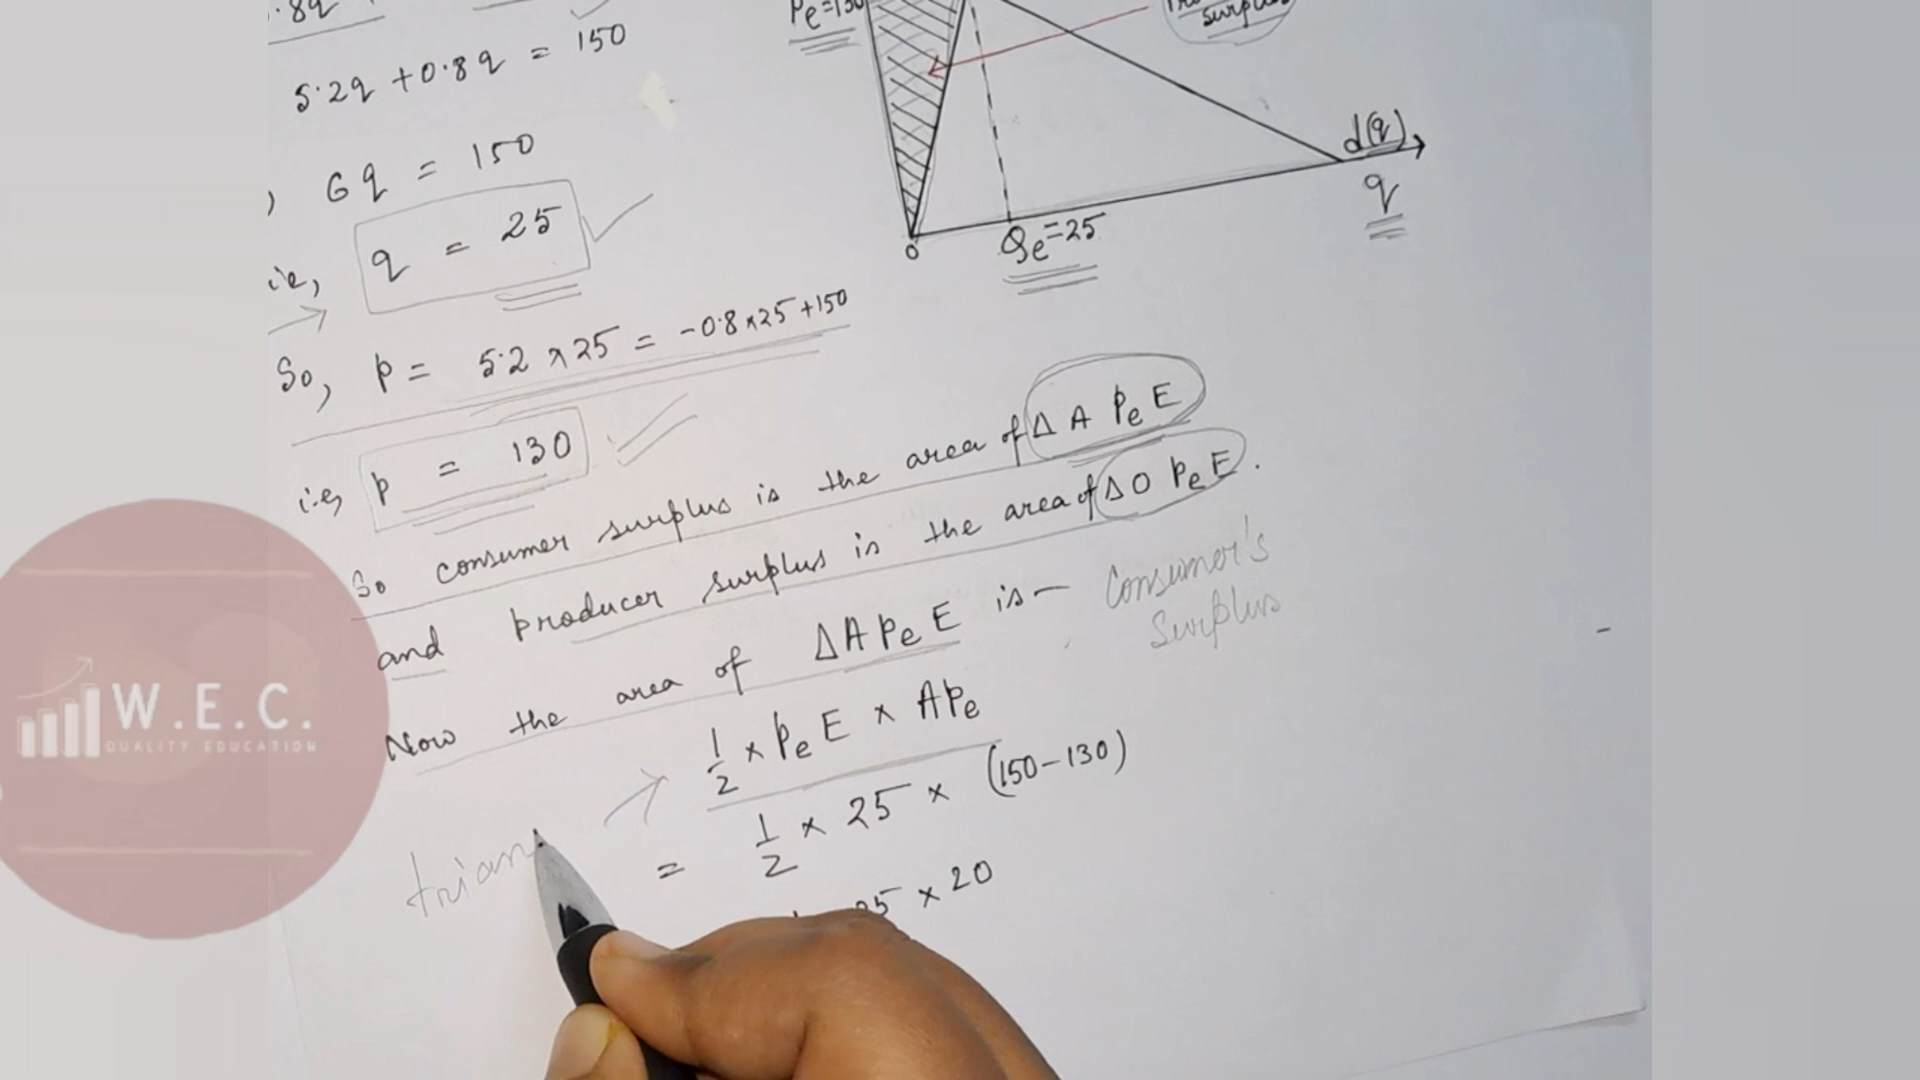 .8q
5.2q + 0.8q = 150
6q = 150
ie, q = 25
So, p = 5.2 × 25 = -0.8×25+150
i.e, p = 130
So consumer surplus is the area of Δ A Pe E
and producer surplus is the area of Δ O Pe E.
Now the area of Δ A Pe E is — Consumer's
Surplus
1/2 × Pe E × APe
= 1/2 × 25 × (150-130)
25 × 20
trian
Pe=130
surplus
d(q)
q
0
Qe=25
W.E.C.
QUALITY EDUCATION